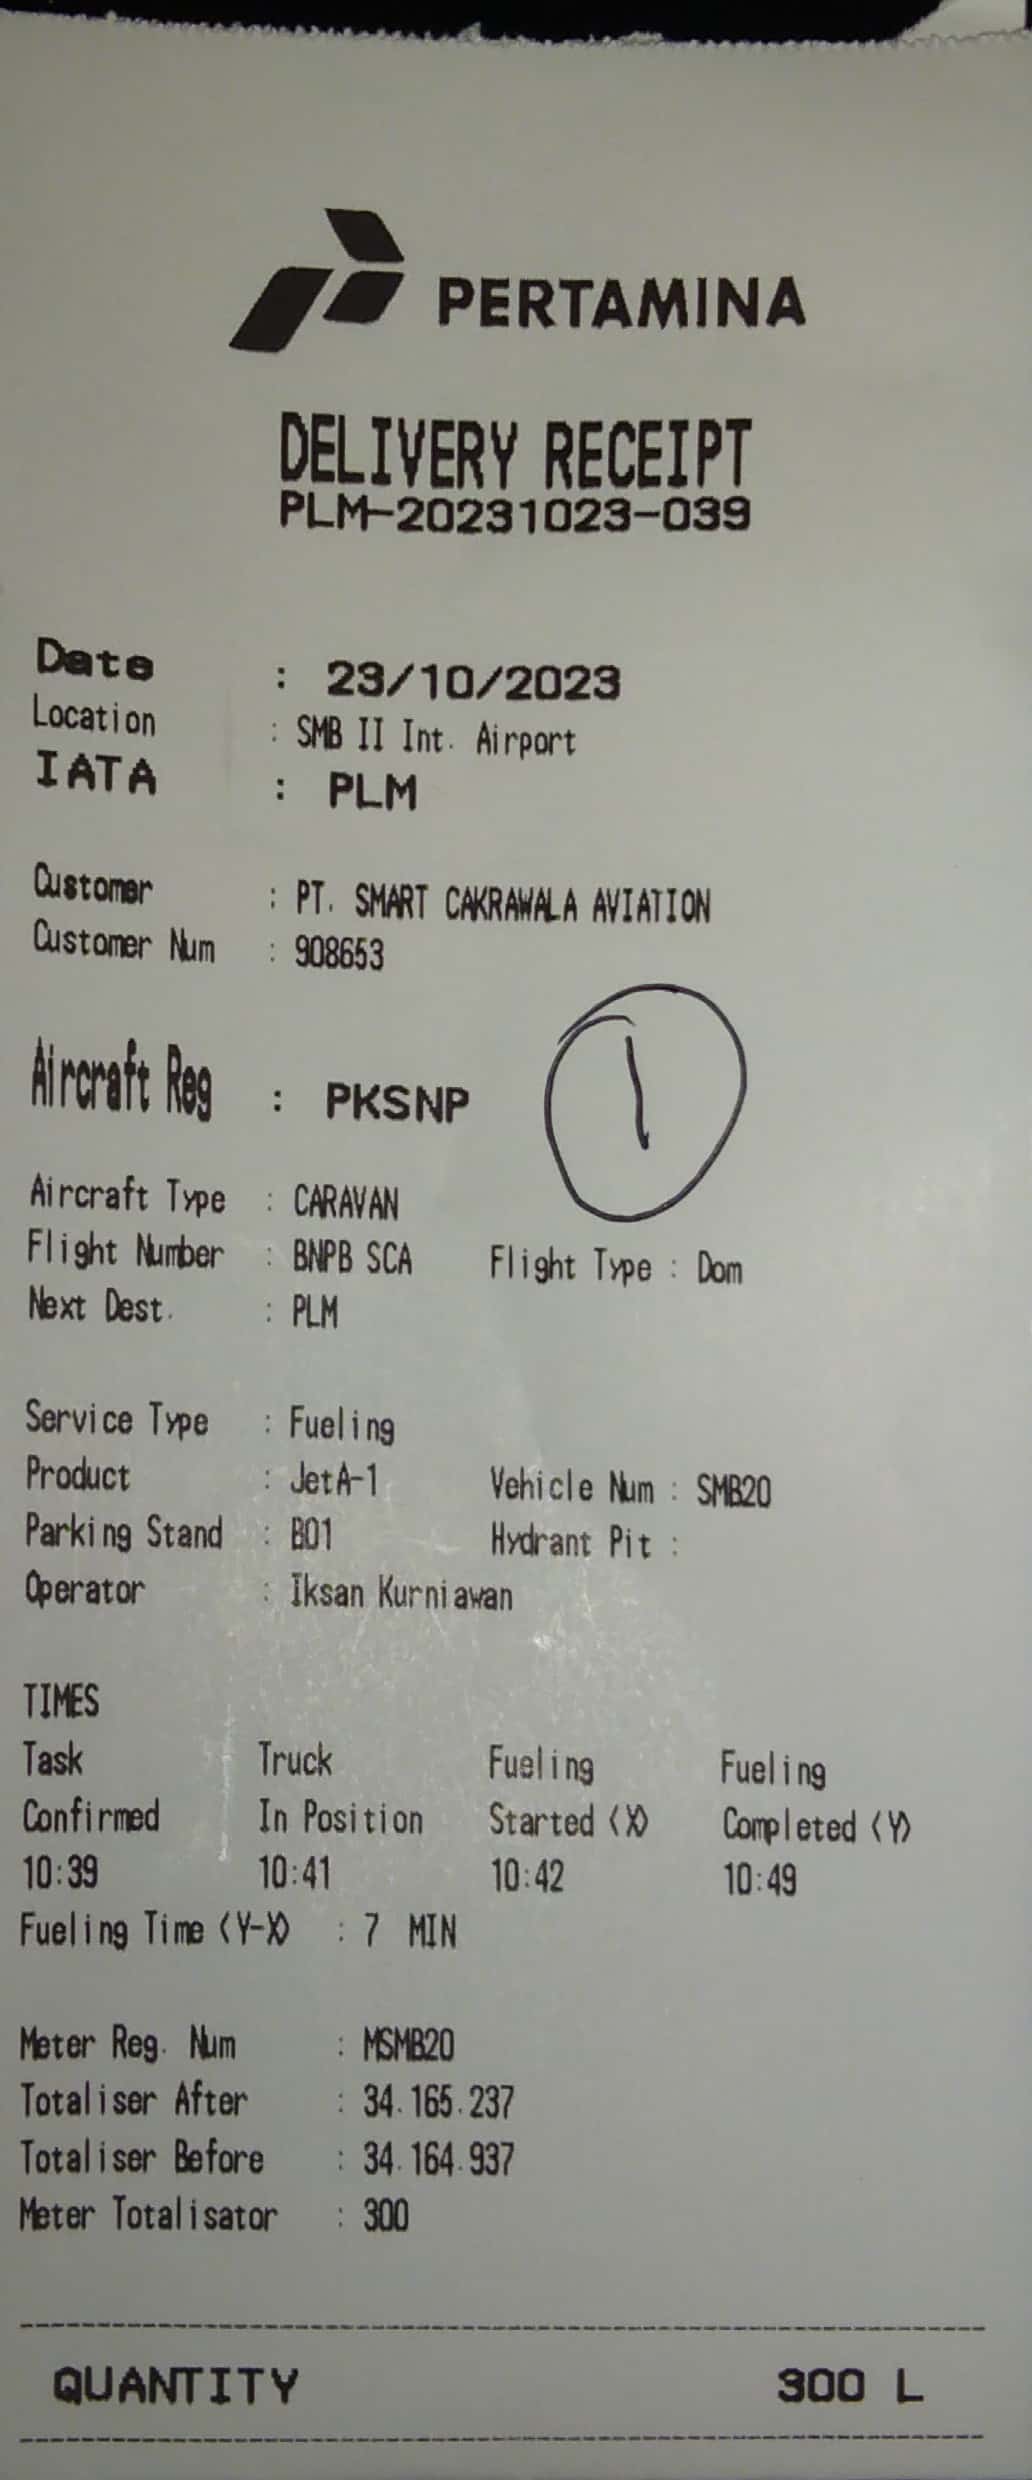 PERTAMINA
DELIVERY RECEIPT
PLM-20231023-039
Date : 23/10/2023
Location : SMB II Int. Airport
IATA : PLM
Customer : PT. SMART CAKRAWALA AVIATION
Customer Num : 908653
1
Aircraft Reg : PKSNP
Aircraft Type : CARAVAN
Flight Number : BNPB SCA Flight Type : Dom
Next Dest. : PLM
Service Type : Fueling
Product : JetA-1 Vehicle Num : SMB20
Parking Stand : B01 Hydrant Pit :
Operator : Iksan Kurniawan
TIMES
Task Truck Fueling Fueling
Confirmed In Position Started (X) Completed (Y)
10:39 10:41 10:42 10:49
Fueling Time (Y-X) : 7 MIN
Meter Reg. Num : MSMB20
Totaliser After : 34.165.237
Totaliser Before : 34.164.937
Meter Totalisator : 300
QUANTITY 300 L